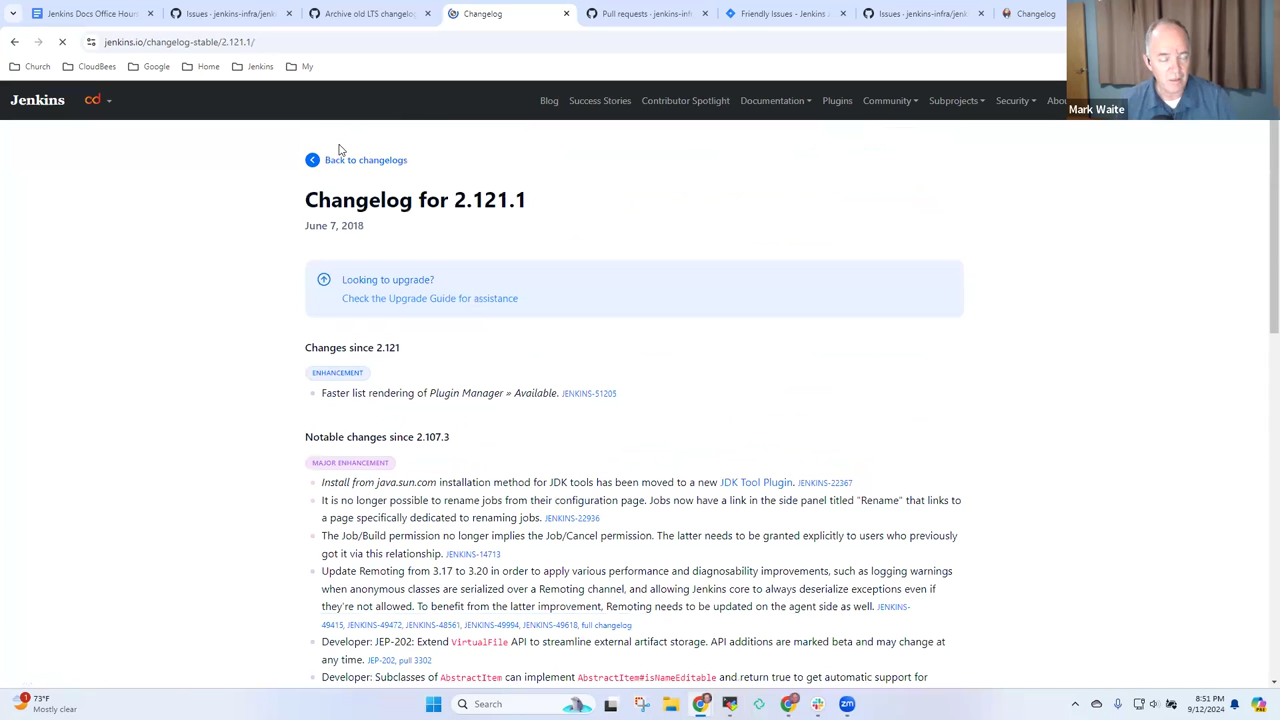 Jenkins Docs Office Hour
Issues · jenkins-infra/jenki
Archive old LTS changelog
Changelog
Pull requests · jenkins-inf
Friendly Issues - Jenkins J
Issues · jenkins-infra/jenki
Changelog
jenkins.io/changelog-stable/2.121.1/
Church
CloudBees
Google
Home
Jenkins
My
Jenkins
cd
Blog
Success Stories
Contributor Spotlight
Documentation
Plugins
Community
Subprojects
Security
Abou
Mark Waite
Back to changelogs
Changelog for 2.121.1
June 7, 2018
Looking to upgrade?
Check the Upgrade Guide for assistance
Changes since 2.121
ENHANCEMENT
Faster list rendering of Plugin Manager » Available. JENKINS-51205
Notable changes since 2.107.3
MAJOR ENHANCEMENT
Install from java.sun.com installation method for JDK tools has been moved to a new JDK Tool Plugin. JENKINS-22367
It is no longer possible to rename jobs from their configuration page. Jobs now have a link in the side panel titled "Rename" that links to
a page specifically dedicated to renaming jobs. JENKINS-22936
The Job/Build permission no longer implies the Job/Cancel permission. The latter needs to be granted explicitly to users who previously
got it via this relationship. JENKINS-14713
Update Remoting from 3.17 to 3.20 in order to apply various performance and diagnosability improvements, such as logging warnings
when anonymous classes are serialized over a Remoting channel, and allowing Jenkins core to always deserialize exceptions even if
they're not allowed. To benefit from the latter improvement, Remoting needs to be updated on the agent side as well. JENKINS-
49415, JENKINS-49472, JENKINS-48561, JENKINS-49994, JENKINS-49618, full changelog
Developer: JEP-202: Extend VirtualFile API to streamline external artifact storage. API additions are marked beta and may change at
any time. JEP-202, pull 3302
Developer: Subclasses of AbstractItem can implement AbstractItem#isNameEditable and return true to get automatic support for
1
73°F
Mostly clear
Search
8:51 PM
9/12/2024